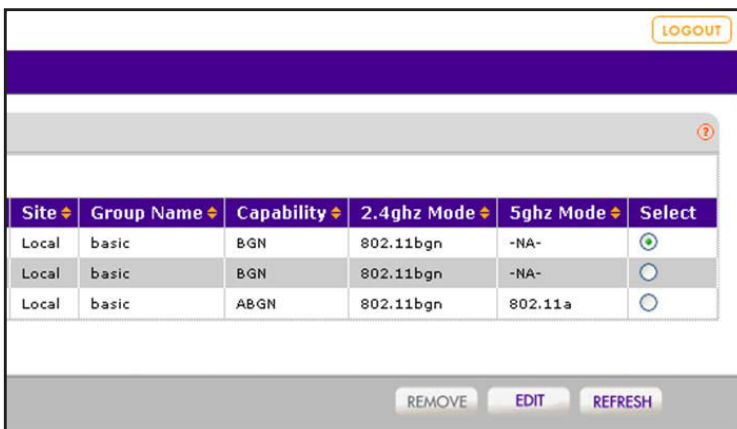 LOGOUT
?
Site Group Name Capability 2.4ghz Mode 5ghz Mode Select
Local basic BGN 802.11bgn -NA-
Local basic BGN 802.11bgn -NA-
Local basic ABGN 802.11bgn 802.11a
REMOVE EDIT REFRESH